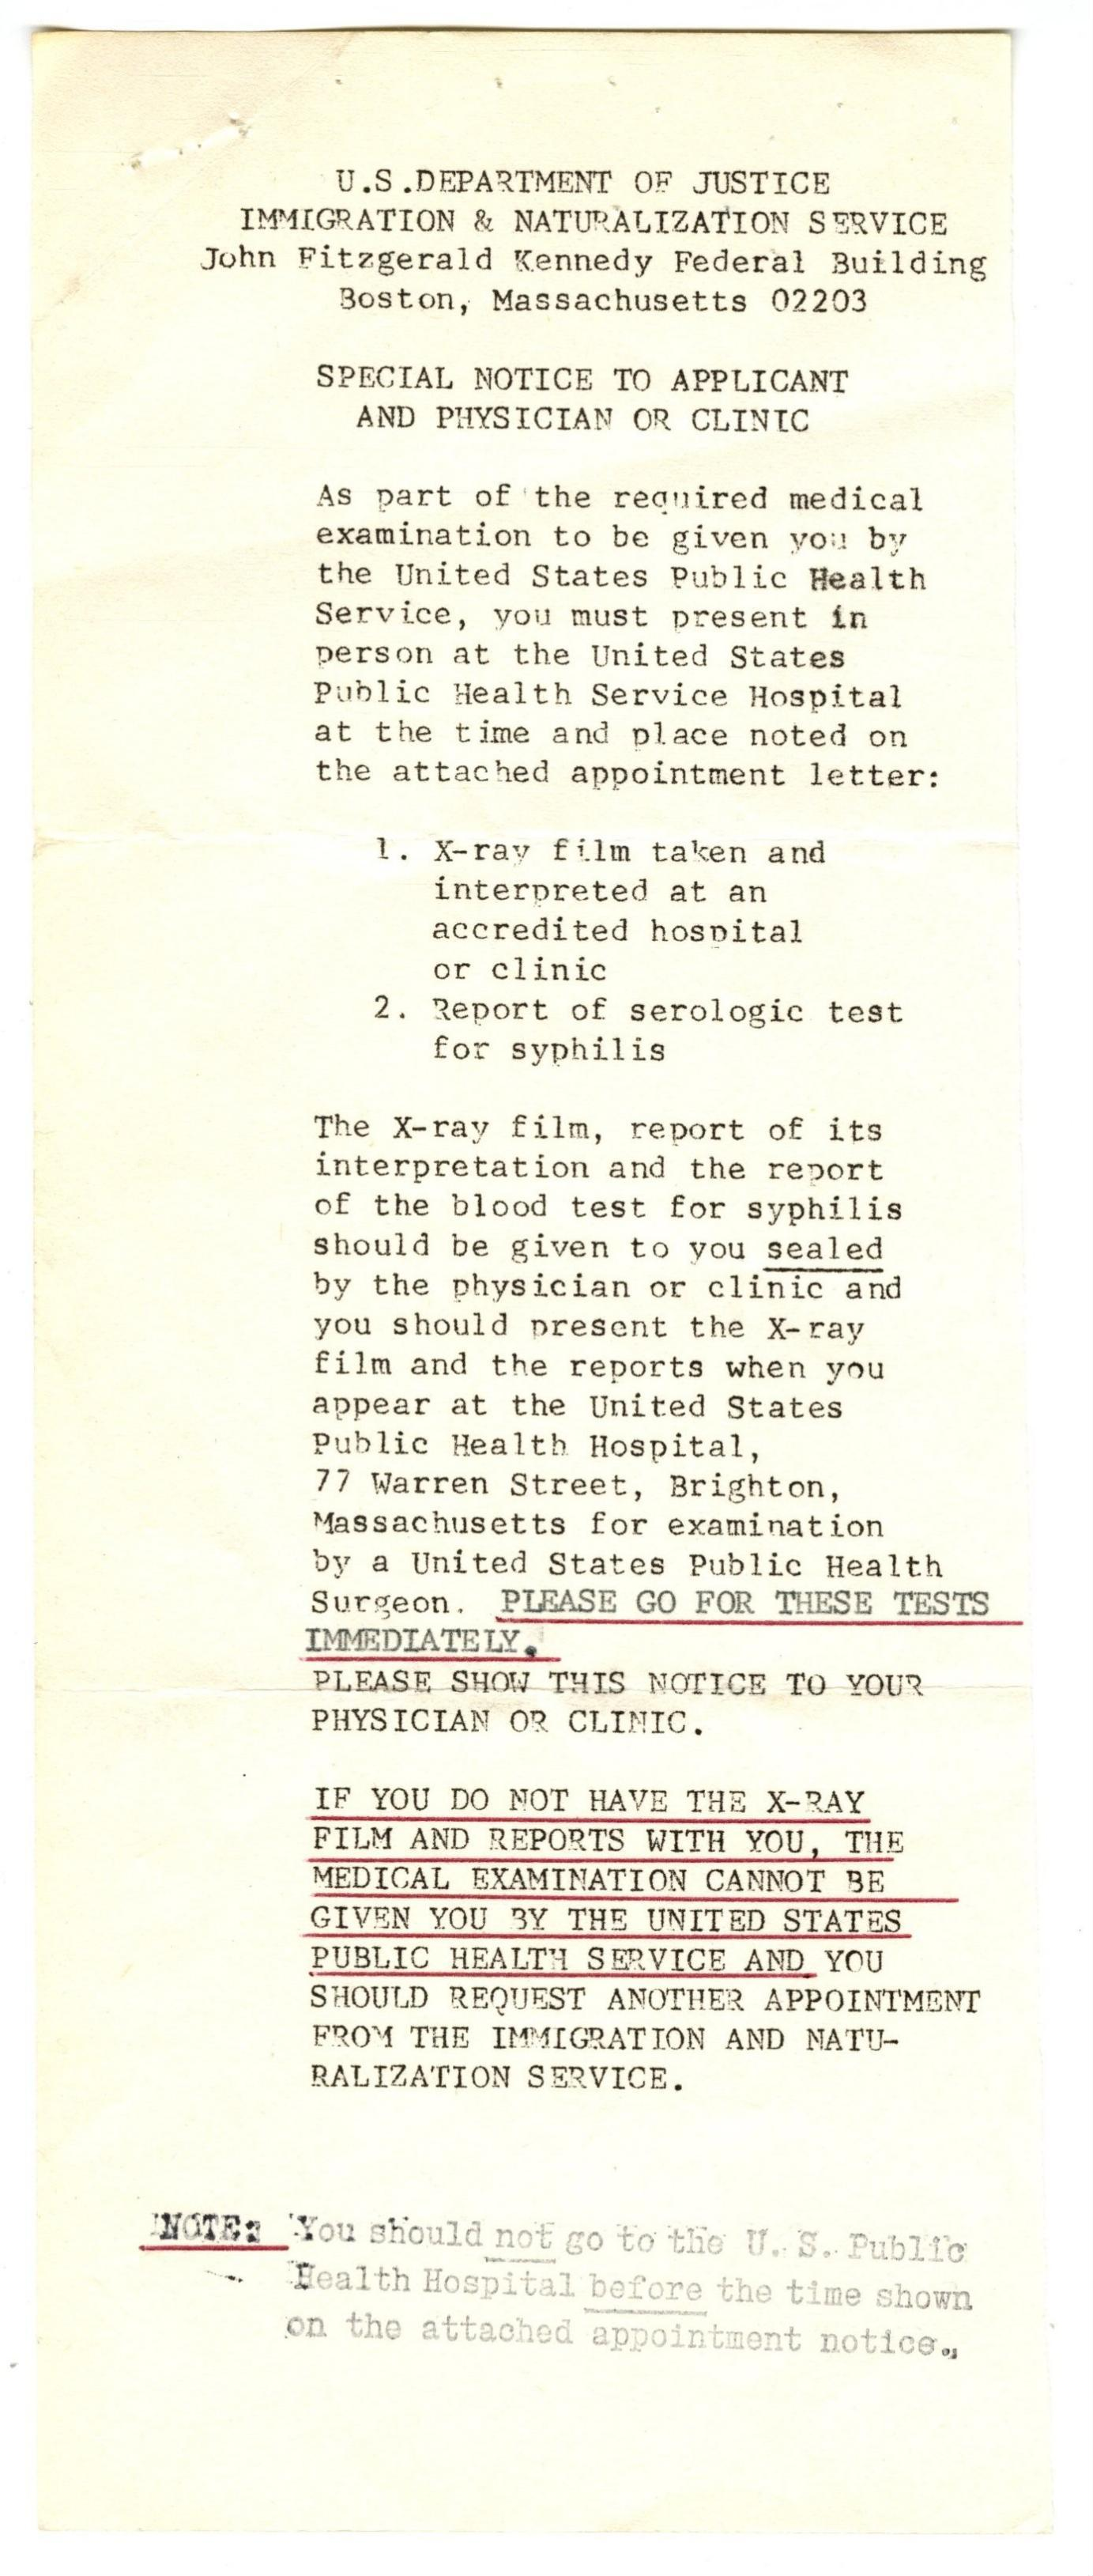 U.S.DEPARTMENT OF JUSTICE
IMMIGRATION & NATURALIZATION SERVICE
John Fitzgerald Kennedy Federal Building
Boston, Massachusetts 02203
SPECIAL NOTICE TO APPLICANT
AND PHYSICIAN OR CLINIC
As part of the required medical
examination to be given you by
the United States Public Health
Service, you must present in
person at the United States
Public Health Service Hospital
at the time and place noted on
the attached appointment letter:
1. X-ray film taken and
interpreted at an
accredited hospital
or clinic
2. Report of serologic test
for syphilis
The X-ray film, report of its
interpretation and the report
of the blood test for syphilis
should be given to you sealed
by the physician or clinic and
you should present the X-ray
film and the reports when you
appear at the United States
Public Health Hospital,
77 Warren Street, Brighton,
Massachusetts for examination
by a United States Public Health
Surgeon. PLEASE GO FOR THESE TESTS
IMMEDIATELY.
PLEASE SHOW THIS NOTICE TO YOUR
PHYSICIAN OR CLINIC.
IF YOU DO NOT HAVE THE X-RAY
FILM AND REPORTS WITH YOU, THE
MEDICAL EXAMINATION CANNOT BE
GIVEN YOU BY THE UNITED STATES
PUBLIC HEALTH SERVICE AND YOU
SHOULD REQUEST ANOTHER APPOINTMENT
FROM THE IMMIGRATION AND NATU-
RALIZATION SERVICE.
NOTE: You should not go to the U. S. Public
Health Hospital before the time shown
on the attached appointment notice.